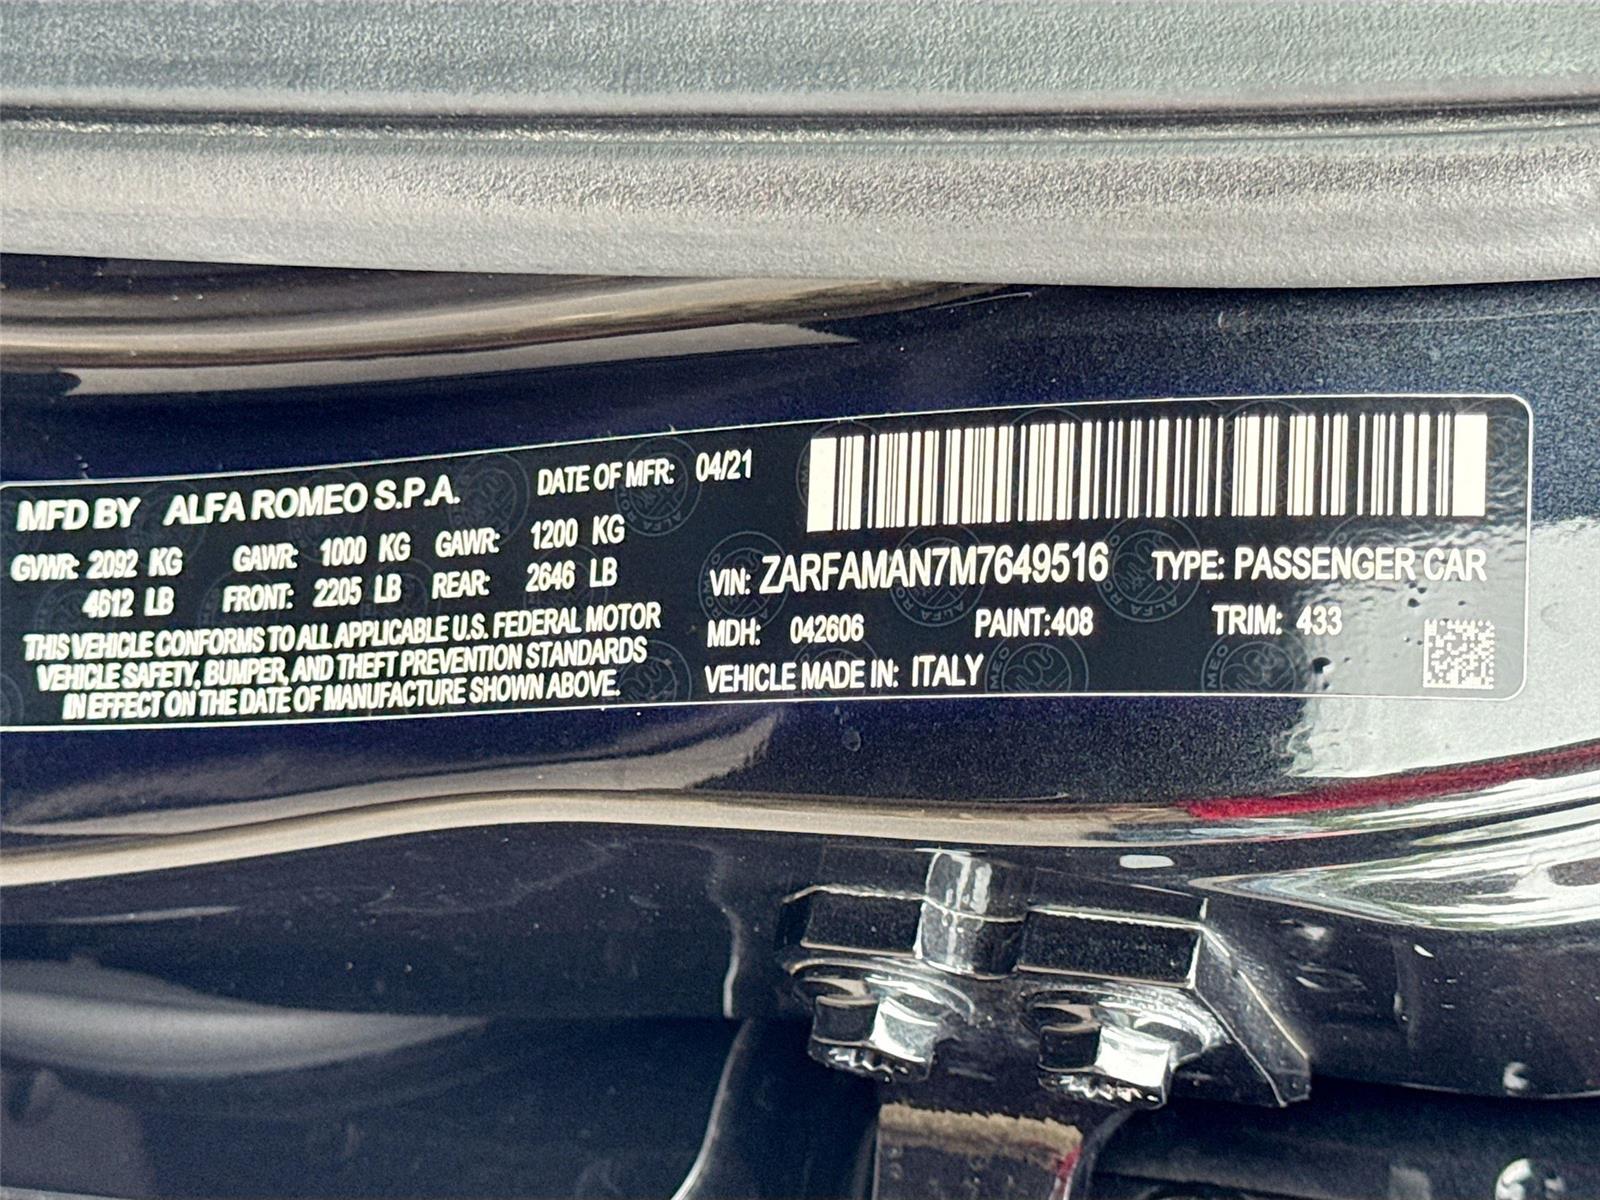 MFD BY ALFA ROMEO S.P.A. DATE OF MFR: 04/21
GVWR: 2092 KG GAWR: 1000 KG GAWR: 1200 KG
4612 LB FRONT: 2205 LB REAR: 2646 LB
THIS VEHICLE CONFORMS TO ALL APPLICABLE U.S. FEDERAL MOTOR
VEHICLE SAFETY, BUMPER, AND THEFT PREVENTION STANDARDS
IN EFFECT ON THE DATE OF MANUFACTURE SHOWN ABOVE.
VIN: ZARFAMAN7M7649516 TYPE: PASSENGER CAR
MDH: 042606 PAINT:408 TRIM: 433
VEHICLE MADE IN: ITALY